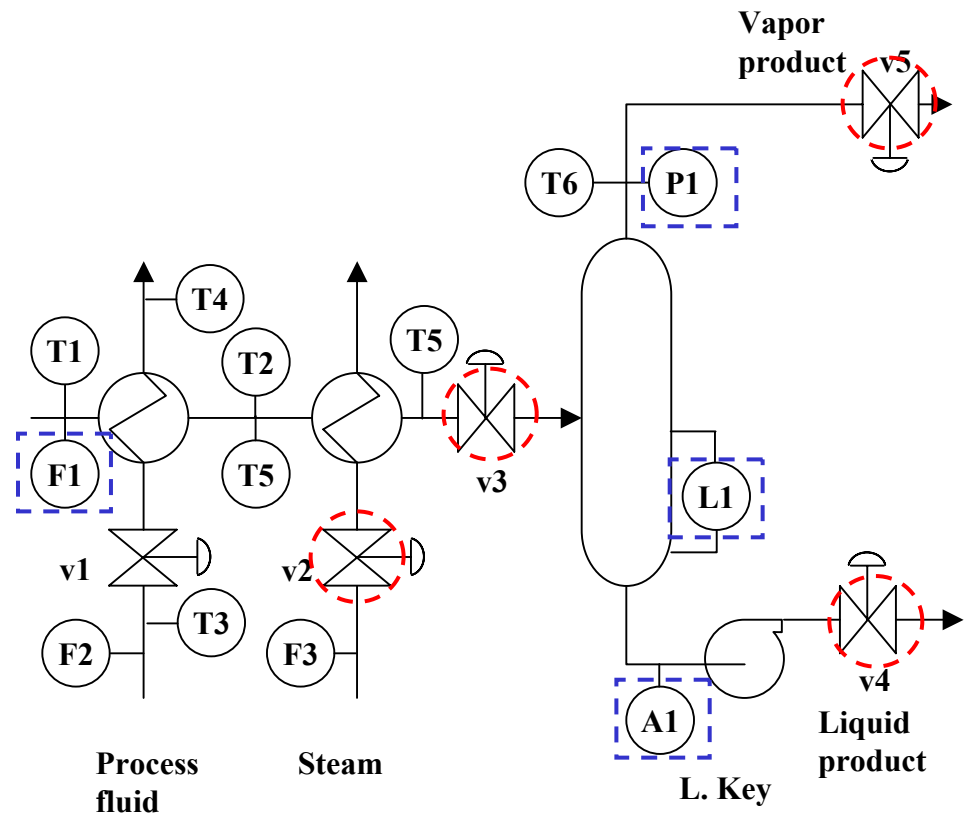 Vapor
product
v5
T6
P1
T4
T1
T2
T5
F1
T5
v3
L1
v1
v2
T3
F2
F3
v4
A1
Liquid
product
Process
fluid
Steam
L. Key